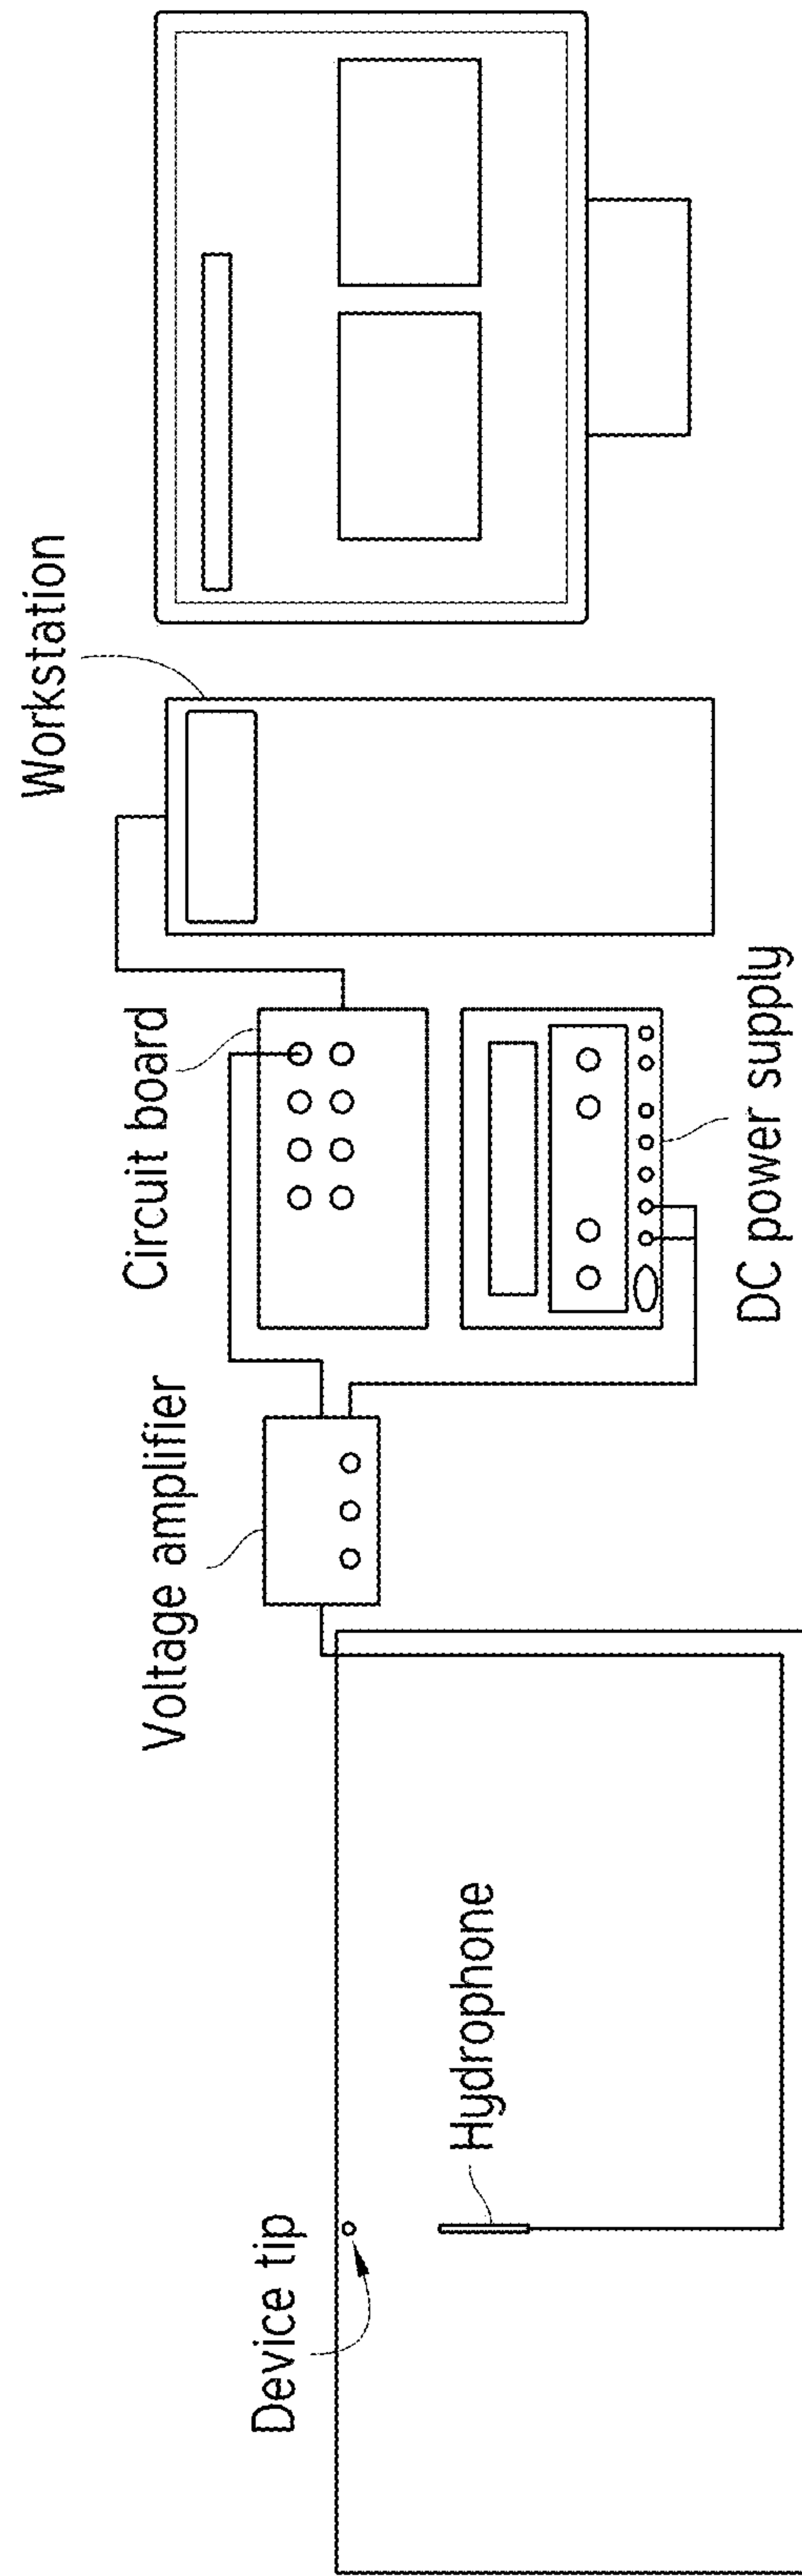 Device tip
Hydrophone
Voltage amplifier
Circuit board
DC power supply
Workstation